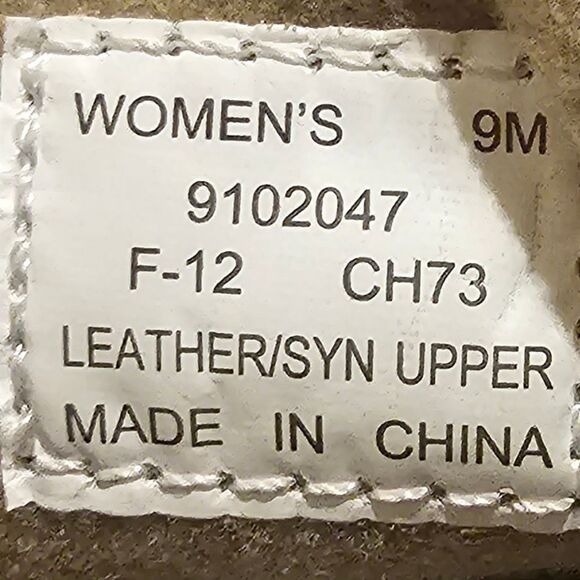 WOMEN'S 9M
9102047
F-12 CH73
LEATHER/SYN UPPER
MADE IN CHINA